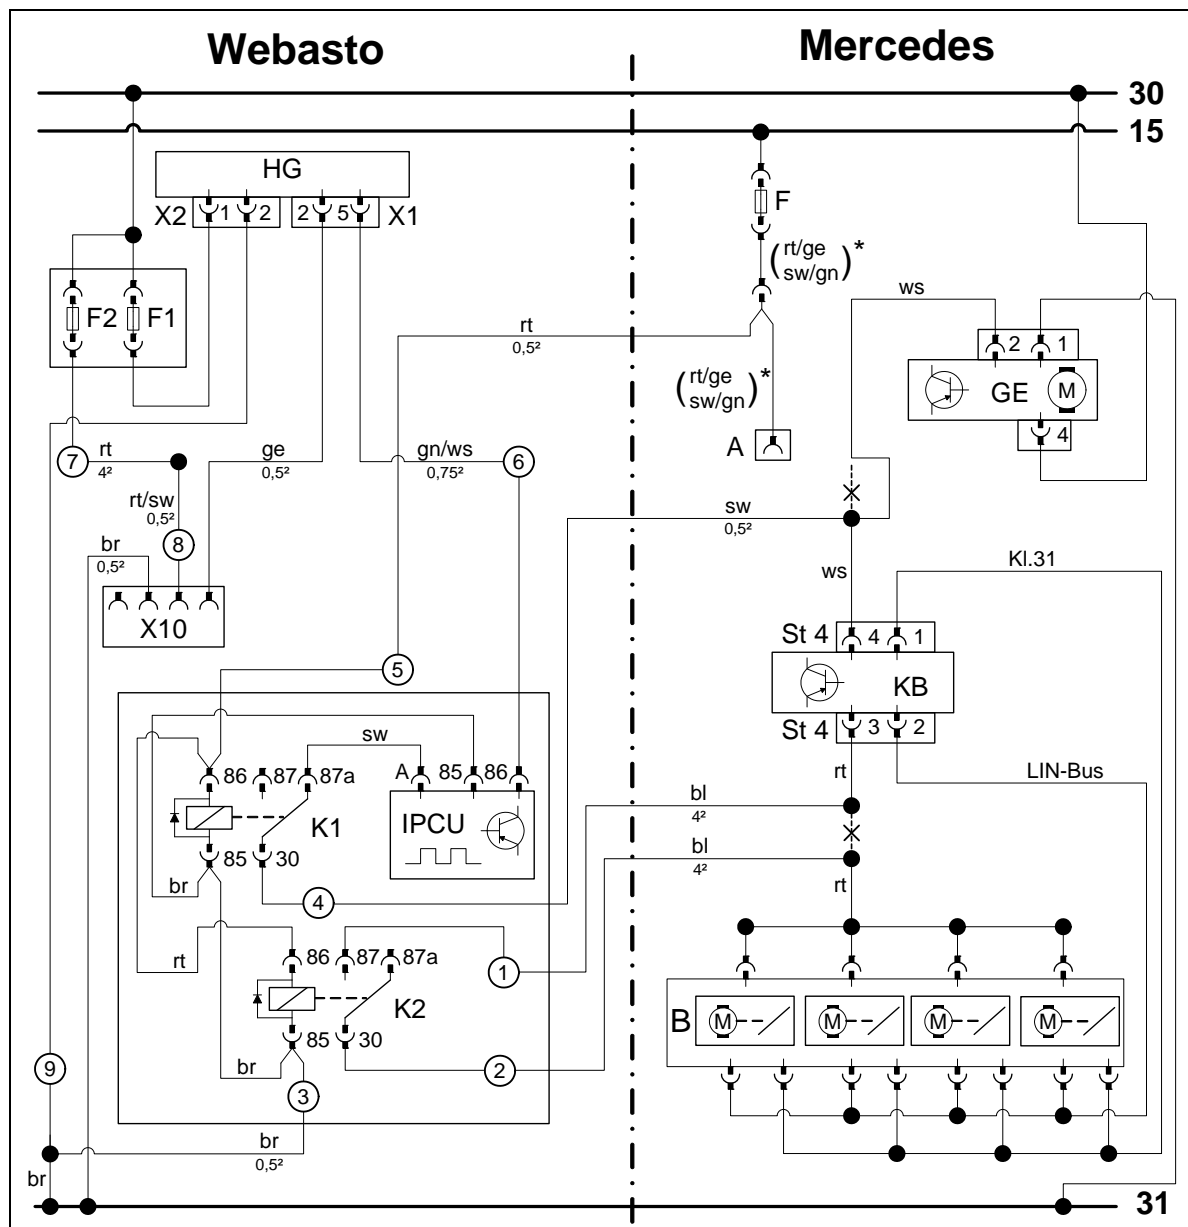 Webasto
Mercedes
30
15
HG
X2 1 2 2 5 X1
F
(rt/ge sw/gn)*
F2 F1
rt
0,5²
ws
2 1
GE M
4
(rt/ge sw/gn)*
A
7 rt
4²
ge
0,5²
gn/ws
0,75²
6
rt/sw
0,5²
8
sw
0,5²
br
0,5²
X10
ws
Kl.31
St 4 4 1
KB
St 4 3 2
5
sw
86 87 87a
A 85 86
rt
LIN-Bus
K1
IPCU
bl
4²
85 30
bl
4²
br
4
rt
rt
86 87 87a
1
K2
B M M M M
85 30
br
2
9
3
br
0,5²
br
31